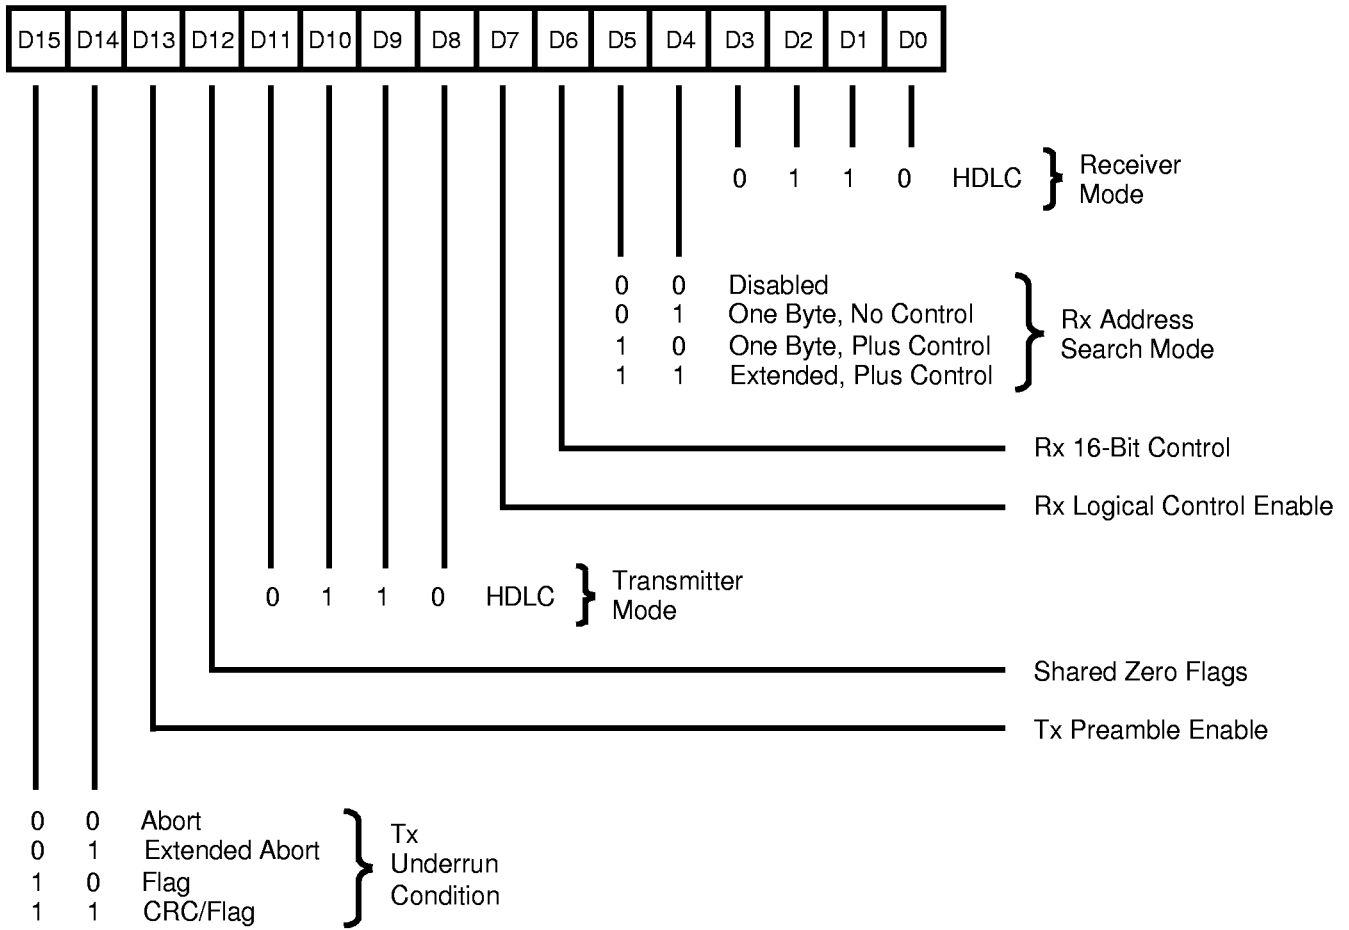 D15 D14 D13 D12 D11 D10 D9 D8 D7 D6 D5 D4 D3 D2 D1 D0
0 1 1 0 HDLC
Receiver
Mode
0 0 Disabled
0 1 One Byte, No Control
1 0 One Byte, Plus Control
1 1 Extended, Plus Control
Rx Address
Search Mode
Rx 16-Bit Control
Rx Logical Control Enable
0 1 1 0 HDLC
Transmitter
Mode
Shared Zero Flags
Tx Preamble Enable
0 0 Abort
0 1 Extended Abort
1 0 Flag
1 1 CRC/Flag
Tx
Underrun
Condition